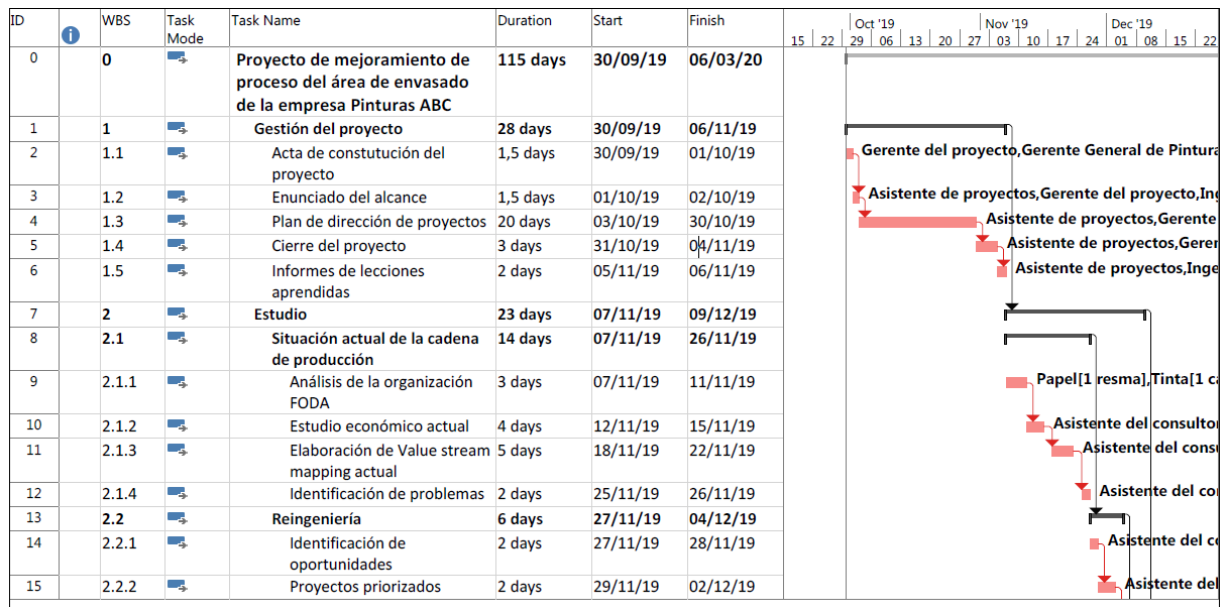 ID WBS Task Mode Task Name Duration Start Finish Oct '19 Nov '19 Dec '19
15 22 29 06 13 20 27 03 10 17 24 01 08 15 22
0 0 Proyecto de mejoramiento de 115 days 30/09/19 06/03/20
proceso del área de envasado
de la empresa Pinturas ABC
1 1 Gestión del proyecto 28 days 30/09/19 06/11/19
2 1.1 Acta de constutución del 1,5 days 30/09/19 01/10/19 Gerente del proyecto,Gerente General de Pintura
proyecto
3 1.2 Enunciado del alcance 1,5 days 01/10/19 02/10/19 Asistente de proyectos,Gerente del proyecto,Ing
4 1.3 Plan de dirección de proyectos 20 days 03/10/19 30/10/19 Asistente de proyectos,Gerente
5 1.4 Cierre del proyecto 3 days 31/10/19 04/11/19 Asistente de proyectos,Geren
6 1.5 Informes de lecciones 2 days 05/11/19 06/11/19 Asistente de proyectos,Inge
aprendidas
7 2 Estudio 23 days 07/11/19 09/12/19
8 2.1 Situación actual de la cadena 14 days 07/11/19 26/11/19
de producción
9 2.1.1 Análisis de la organización 3 days 07/11/19 11/11/19 Papel[1 resma],Tinta[1 ca
FODA
10 2.1.2 Estudio económico actual 4 days 12/11/19 15/11/19 Asistente del consultor
11 2.1.3 Elaboración de Value stream 5 days 18/11/19 22/11/19 Asistente del consu
mapping actual
12 2.1.4 Identificación de problemas 2 days 25/11/19 26/11/19 Asistente del con
13 2.2 Reingeniería 6 days 27/11/19 04/12/19
14 2.2.1 Identificación de 2 days 27/11/19 28/11/19 Asistente del co
oportunidades
15 2.2.2 Proyectos priorizados 2 days 29/11/19 02/12/19 Asistente del